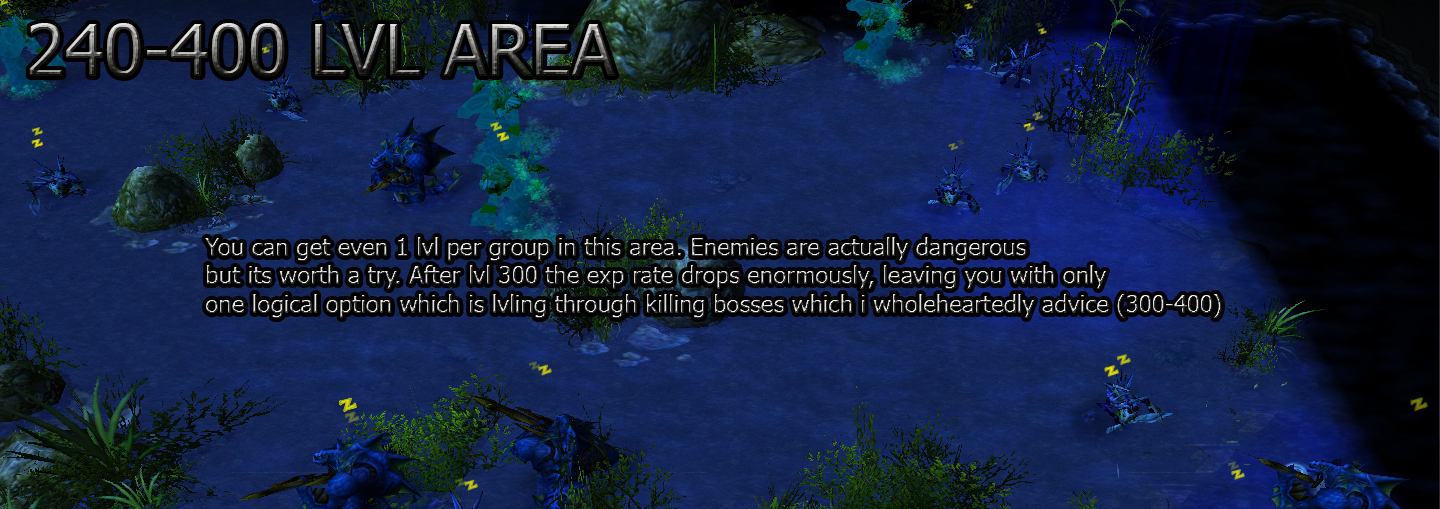 240-400 LVL AREA
You can get even 1 lvl per group in this area. Enemies are actually dangerous
but its worth a try. After lvl 300 the exp rate drops enormously, leaving you with only
one logical option which is lvling through killing bosses which i wholeheartedly advice (300-400)